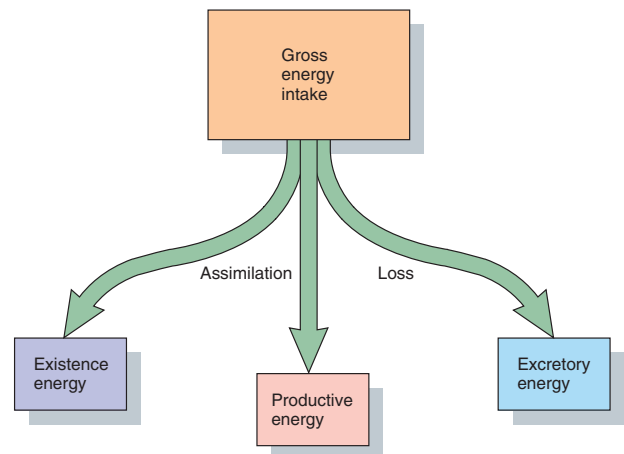 Gross
energy
intake
Assimilation
Loss
Existence
energy
Productive
energy
Excretory
energy